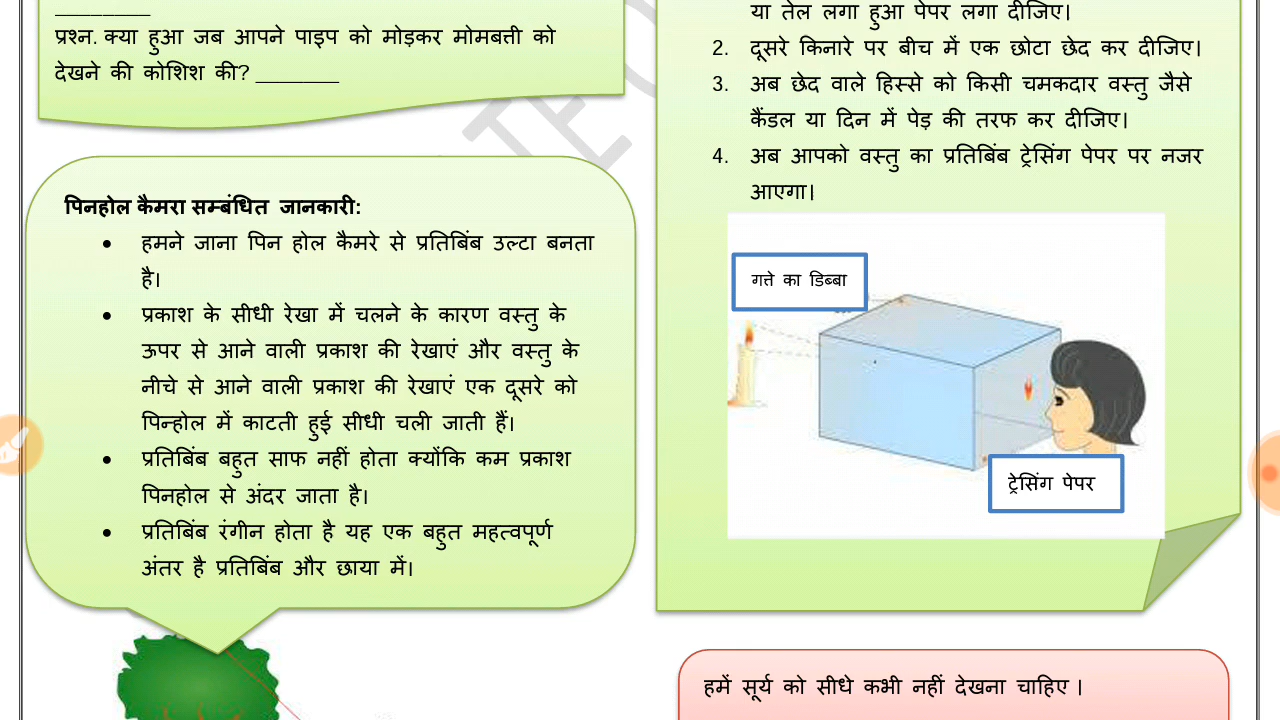 ________
प्रश्न. क्या हुआ जब आपने पाइप को मोड़कर मोमबत्ती को
देखने की कोशिश की? _______
पिनहोल कैमरा सम्बंधित जानकारी:
• हमने जाना पिन होल कैमरे से प्रतिबिंब उल्टा बनता
है।
• प्रकाश के सीधी रेखा में चलने के कारण वस्तु के
ऊपर से आने वाली प्रकाश की रेखाएं और वस्तु के
नीचे से आने वाली प्रकाश की रेखाएं एक दूसरे को
पिन्होल में काटती हुई सीधी चली जाती हैं।
• प्रतिबिंब बहुत साफ नहीं होता क्योंकि कम प्रकाश
पिनहोल से अंदर जाता है।
• प्रतिबिंब रंगीन होता है यह एक बहुत महत्वपूर्ण
अंतर है प्रतिबिंब और छाया में।
या तेल लगा हुआ पेपर लगा दीजिए।
2. दूसरे किनारे पर बीच में एक छोटा छेद कर दीजिए।
3. अब छेद वाले हिस्से को किसी चमकदार वस्तु जैसे
कैंडल या दिन में पेड़ की तरफ कर दीजिए।
4. अब आपको वस्तु का प्रतिबिंब ट्रेसिंग पेपर पर नजर
आएगा।
गत्ते का डिब्बा
ट्रेसिंग पेपर
हमें सूर्य को सीधे कभी नहीं देखना चाहिए ।